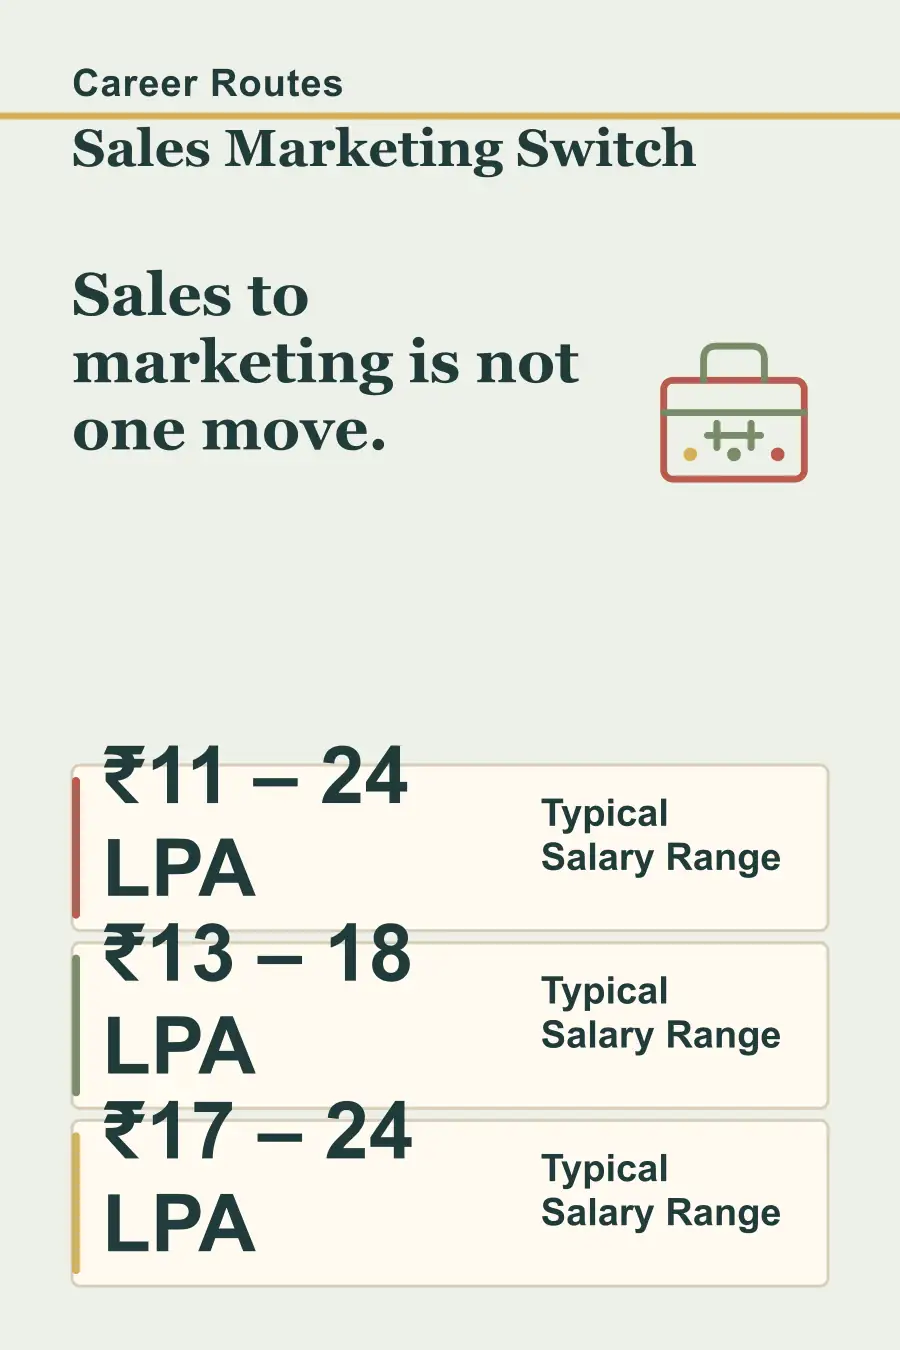 Career Routes
Sales Marketing Switch
Sales to
marketing is not
one move.
₹11 – 24
LPA
Typical
Salary Range
₹13 – 18
LPA
Typical
Salary Range
₹17 – 24
LPA
Typical
Salary Range